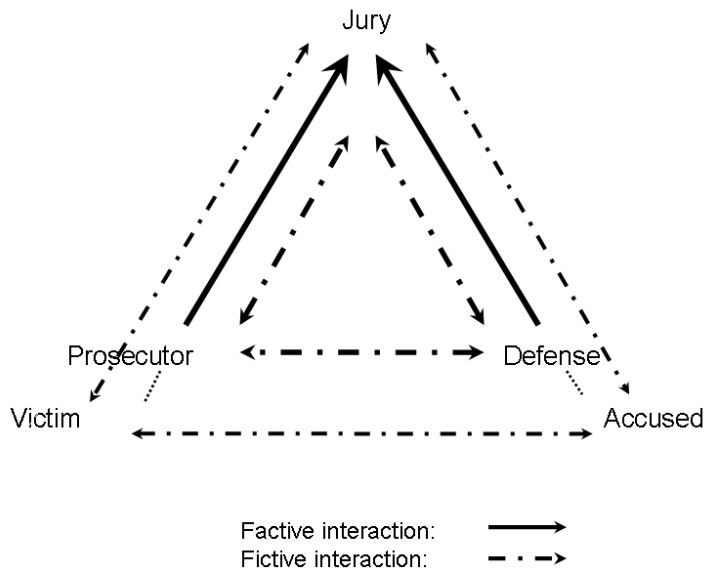 Jury
Prosecutor
Defense
Victim
Accused
Factive interaction:
Fictive interaction: